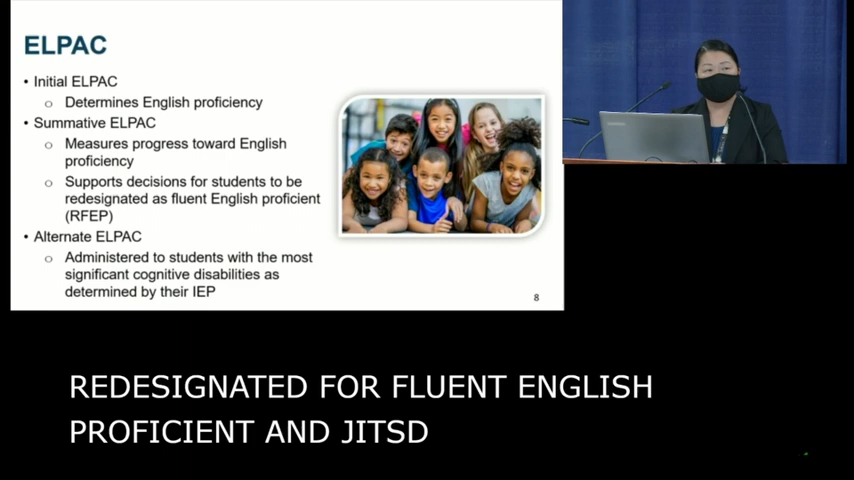 ELPAC
• Initial ELPAC
o Determines English proficiency
• Summative ELPAC
o Measures progress toward English
proficiency
o Supports decisions for students to be
redesignated as fluent English proficient
(RFEP)
• Alternate ELPAC
o Administered to students with the most
significant cognitive disabilities as
determined by their IEP
8
REDESIGNATED FOR FLUENT ENGLISH
PROFICIENT AND JITSD